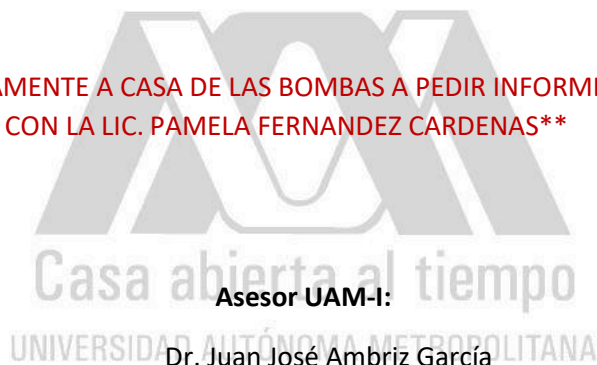 AMENTE A CASA DE LAS BOMBAS A PEDIR INFORM
CON LA LIC. PAMELA FERNANDEZ CARDENAS**
Casa abierta al tiempo
Asesor UAM-I:
UNIVERSIDAD AUTÓNOMA METROPOLITANA
Dr. Juan José Ambriz García